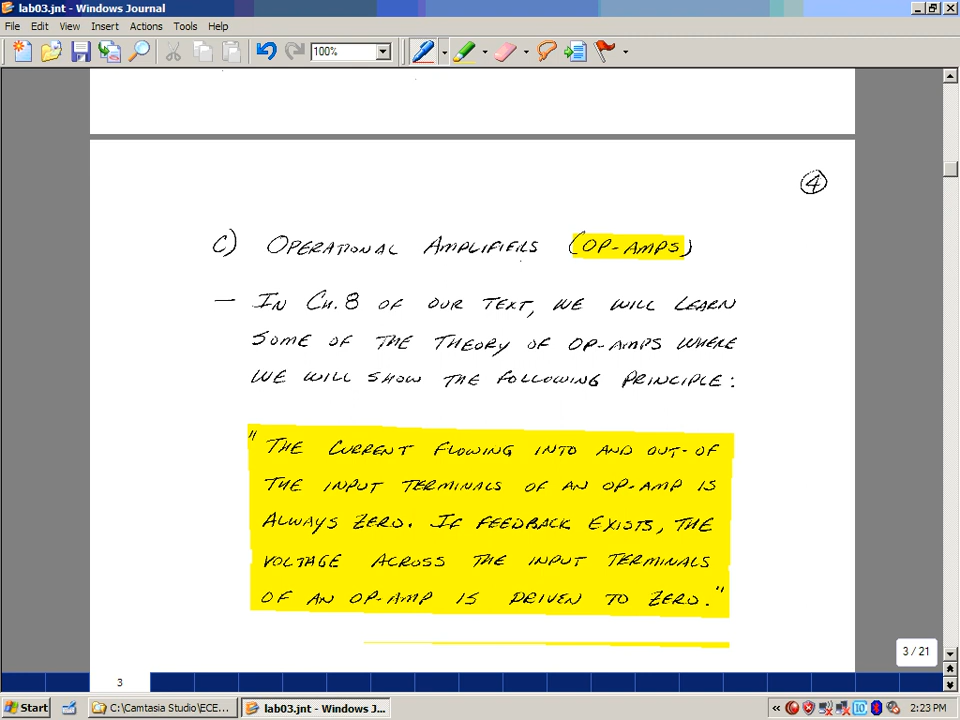 lab03.jnt - Windows Journal
File Edit View Insert Actions Tools Help
100%
4
C) OPERATIONAL AMPLIFIERS (OP-AMPS)
— IN CH. 8 OF OUR TEXT, WE WILL LEARN
SOME OF THE THEORY OF OP-AMPS WHERE
WE WILL SHOW THE FOLLOWING PRINCIPLE:
"THE CURRENT FLOWING INTO AND OUT-OF
THE INPUT TERMINALS OF AN OP-AMP IS
ALWAYS ZERO. IF FEEDBACK EXISTS, THE
VOLTAGE ACROSS THE INPUT TERMINALS
OF AN OP-AMP IS DRIVEN TO ZERO."
3 / 21
3
Start C:\Camtasia Studio\ECE... lab03.jnt - Windows J... 2:23 PM